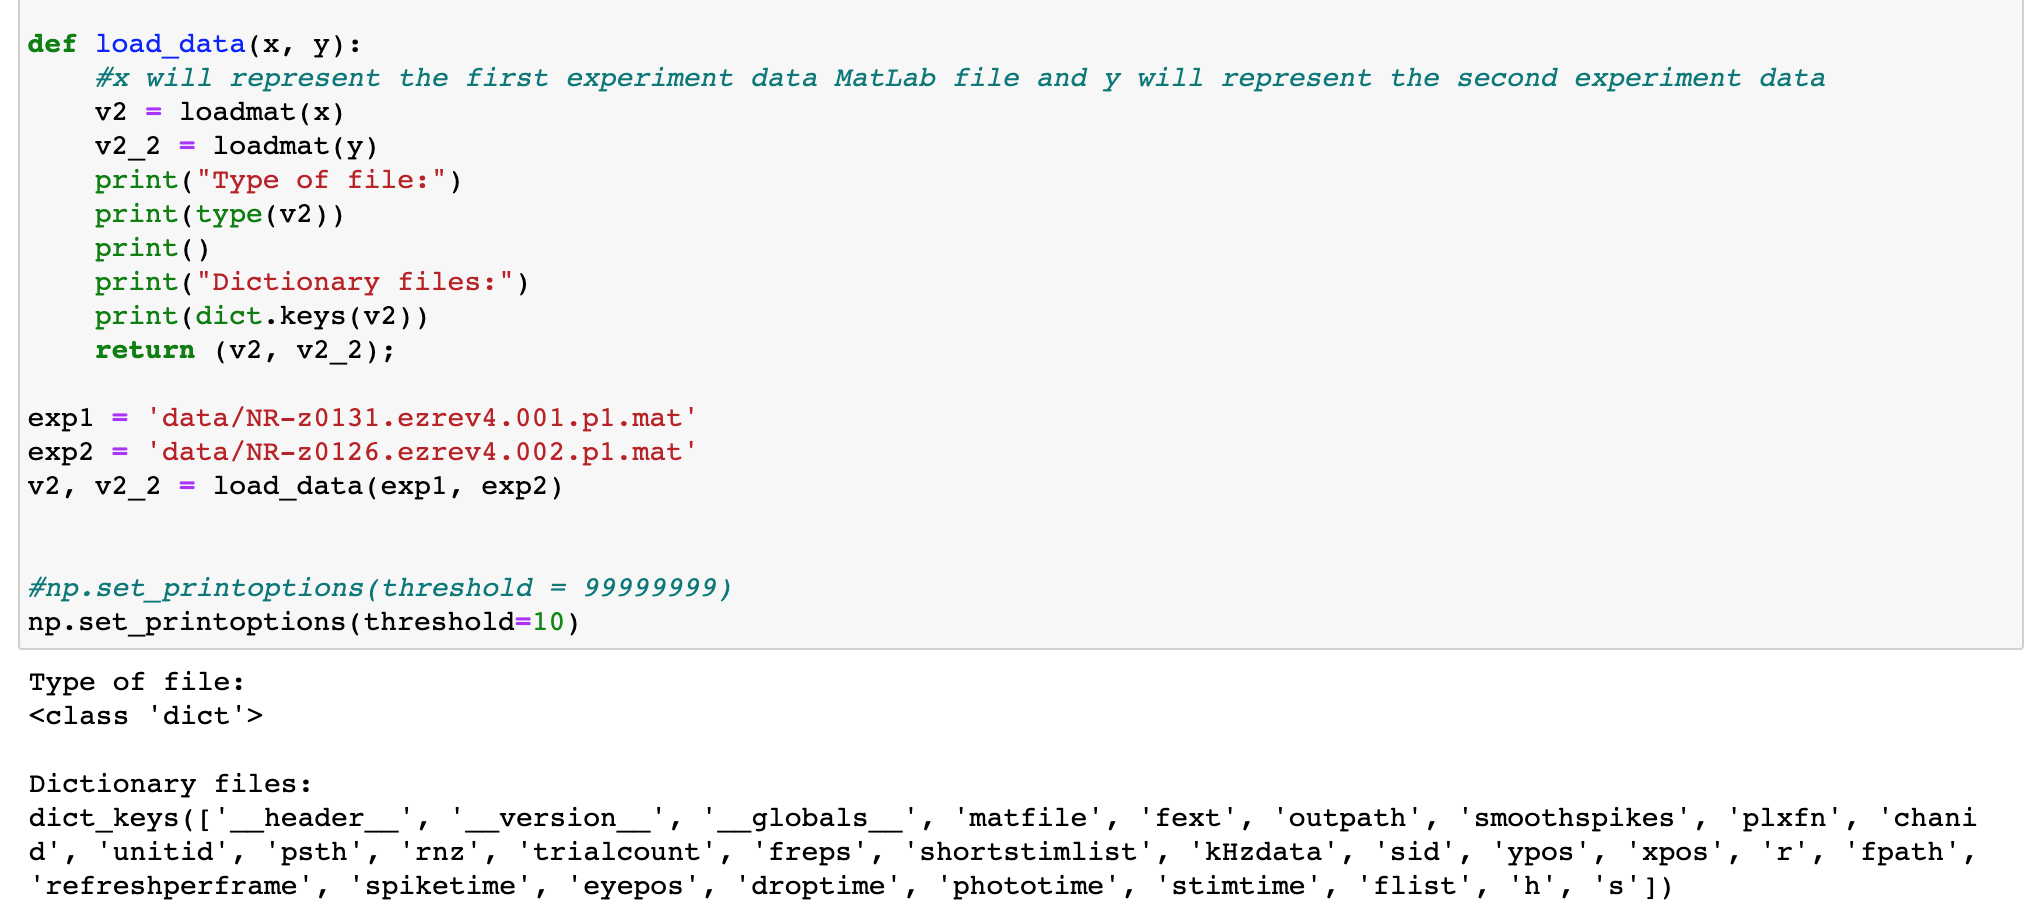 def load_data(x, y):
    #x will represent the first experiment data MatLab file and y will represent the second experiment data
    v2 = loadmat(x)
    v2_2 = loadmat(y)
    print("Type of file:")
    print(type(v2))
    print()
    print("Dictionary files:")
    print(dict.keys(v2))
    return (v2, v2_2);
exp1 = 'data/NR-z0131.ezrev4.001.p1.mat'
exp2 = 'data/NR-z0126.ezrev4.002.p1.mat'
v2, v2_2 = load_data(exp1, exp2)
#np.set_printoptions(threshold = 99999999)
np.set_printoptions(threshold=10)
Type of file:
<class 'dict'>
Dictionary files:
dict_keys(['__header__', '__version__', '__globals__', 'matfile', 'fext', 'outpath', 'smoothspikes', 'plxfn', 'chani
d', 'unitid', 'psth', 'rnz', 'trialcount', 'freps', 'shortstimlist', 'kHzdata', 'sid', 'ypos', 'xpos', 'r', 'fpath',
'refreshperframe', 'spiketime', 'eyepos', 'droptime', 'phototime', 'stimtime', 'flist', 'h', 's'])